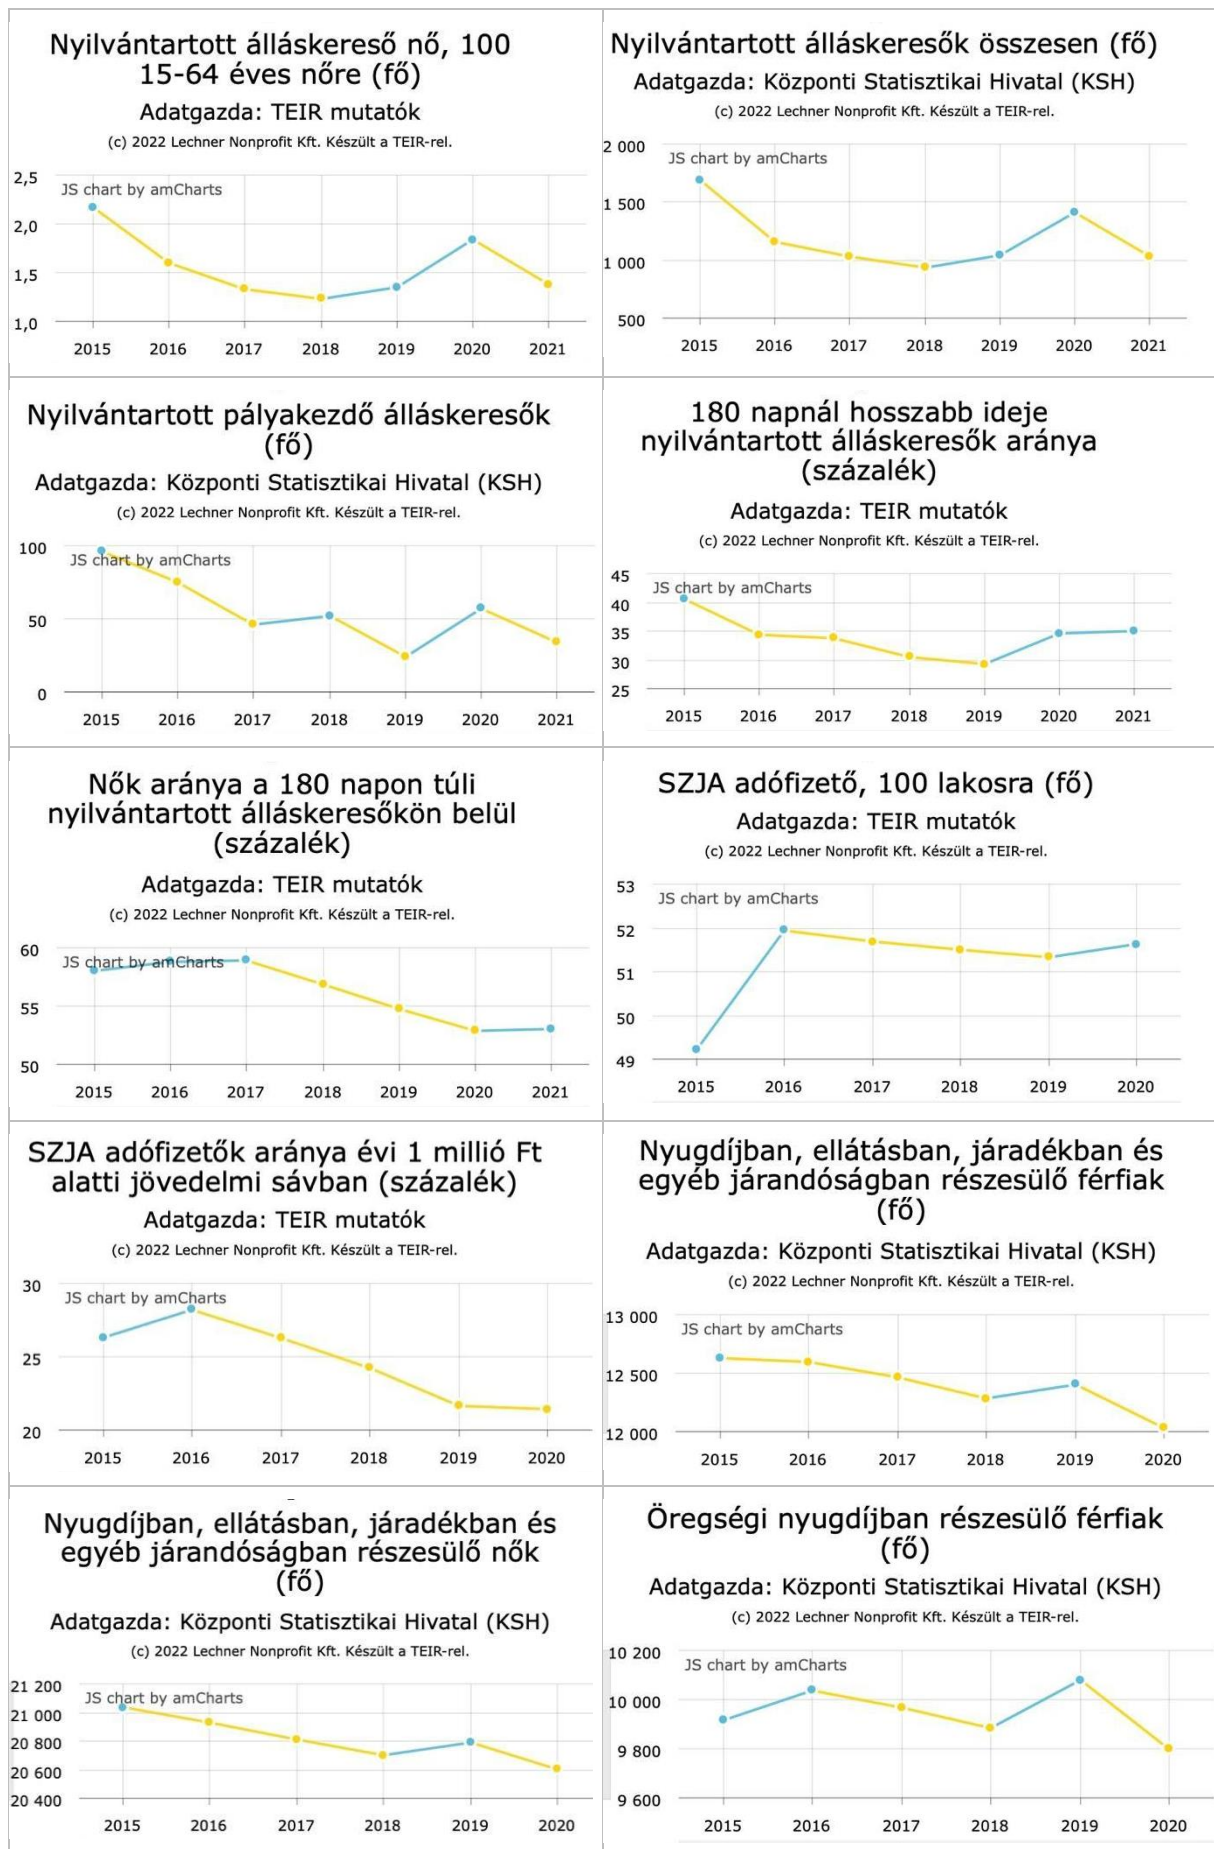 Nyilvántartott álláskereső nő, 100
15-64 éves nőre (fő)
Adatgazda: TEIR mutatók
(c) 2022 Lechner Nonprofit Kft. Készült a TEIR-rel.
JS chart by amCharts
2,5
2,0
1,5
1,0
2015 2016 2017 2018 2019 2020 2021
Nyilvántartott álláskeresők összesen (fő)
Adatgazda: Központi Statisztikai Hivatal (KSH)
(c) 2022 Lechner Nonprofit Kft. Készült a TEIR-rel.
2 000
JS chart by amCharts
1 500
1 000
500
2015 2016 2017 2018 2019 2020 2021
Nyilvántartott pályakezdő álláskeresők
(fő)
Adatgazda: Központi Statisztikai Hivatal (KSH)
(c) 2022 Lechner Nonprofit Kft. Készült a TEIR-rel.
100
JS chart by amCharts
50
0
2015 2016 2017 2018 2019 2020 2021
180 napnál hosszabb ideje
nyilvántartott álláskeresők aránya
(százalék)
Adatgazda: TEIR mutatók
(c) 2022 Lechner Nonprofit Kft. Készült a TEIR-rel.
45
JS chart by amCharts
40
35
30
25
2015 2016 2017 2018 2019 2020 2021
Nők aránya a 180 napon túli
nyilvántartott álláskeresőkön belül
(százalék)
Adatgazda: TEIR mutatók
(c) 2022 Lechner Nonprofit Kft. Készült a TEIR-rel.
60
JS chart by amCharts
55
50
2015 2016 2017 2018 2019 2020 2021
SZJA adófizető, 100 lakosra (fő)
Adatgazda: TEIR mutatók
(c) 2022 Lechner Nonprofit Kft. Készült a TEIR-rel.
53
JS chart by amCharts
52
51
50
49
2015 2016 2017 2018 2019 2020
SZJA adófizetők aránya évi 1 millió Ft
alatti jövedelmi sávban (százalék)
Adatgazda: TEIR mutatók
(c) 2022 Lechner Nonprofit Kft. Készült a TEIR-rel.
30
JS chart by amCharts
25
20
2015 2016 2017 2018 2019 2020
Nyugdíjban, ellátásban, járadékban és
egyéb járandóságban részesülő férfiak
(fő)
Adatgazda: Központi Statisztikai Hivatal (KSH)
(c) 2022 Lechner Nonprofit Kft. Készült a TEIR-rel.
13 000
JS chart by amCharts
12 500
12 000
2015 2016 2017 2018 2019 2020
Nyugdíjban, ellátásban, járadékban és
egyéb járandóságban részesülő nők
(fő)
Adatgazda: Központi Statisztikai Hivatal (KSH)
(c) 2022 Lechner Nonprofit Kft. Készült a TEIR-rel.
21 200
JS chart by amCharts
21 000
20 800
20 600
20 400
2015 2016 2017 2018 2019 2020
Öregségi nyugdíjban részesülő férfiak
(fő)
Adatgazda: Központi Statisztikai Hivatal (KSH)
(c) 2022 Lechner Nonprofit Kft. Készült a TEIR-rel.
10 200
JS chart by amCharts
10 000
9 800
9 600
2015 2016 2017 2018 2019 2020